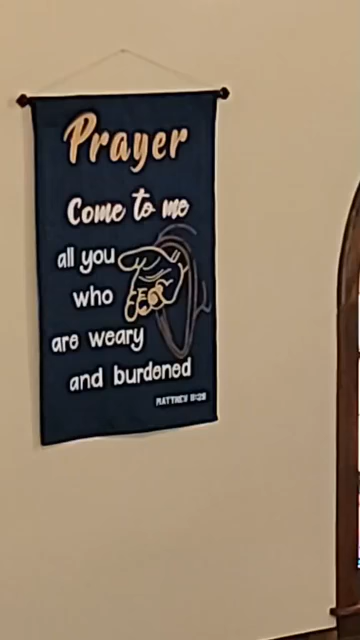 Prayer
Come to me
all you
who
are weary
and burdened
MATTHEW 11:28